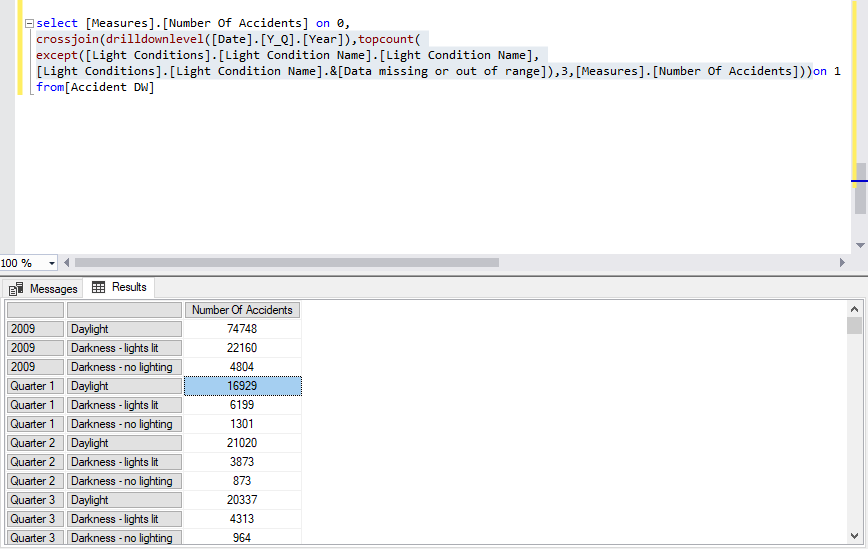 select [Measures].[Number Of Accidents] on 0,
crossjoin(drilldownlevel([Date].[Y_Q].[Year]),topcount(
except([Light Conditions].[Light Condition Name].[Light Condition Name],
[Light Conditions].[Light Condition Name].&[Data missing or out of range]),3,[Measures].[Number Of Accidents]))on 1
from[Accident DW]
100 %
Messages Results
Number Of Accidents
2009 Daylight 74748
2009 Darkness - lights lit 22160
2009 Darkness - no lighting 4804
Quarter 1 Daylight 16929
Quarter 1 Darkness - lights lit 6199
Quarter 1 Darkness - no lighting 1301
Quarter 2 Daylight 21020
Quarter 2 Darkness - lights lit 3873
Quarter 2 Darkness - no lighting 873
Quarter 3 Daylight 20337
Quarter 3 Darkness - lights lit 4313
Quarter 3 Darkness - no lighting 964